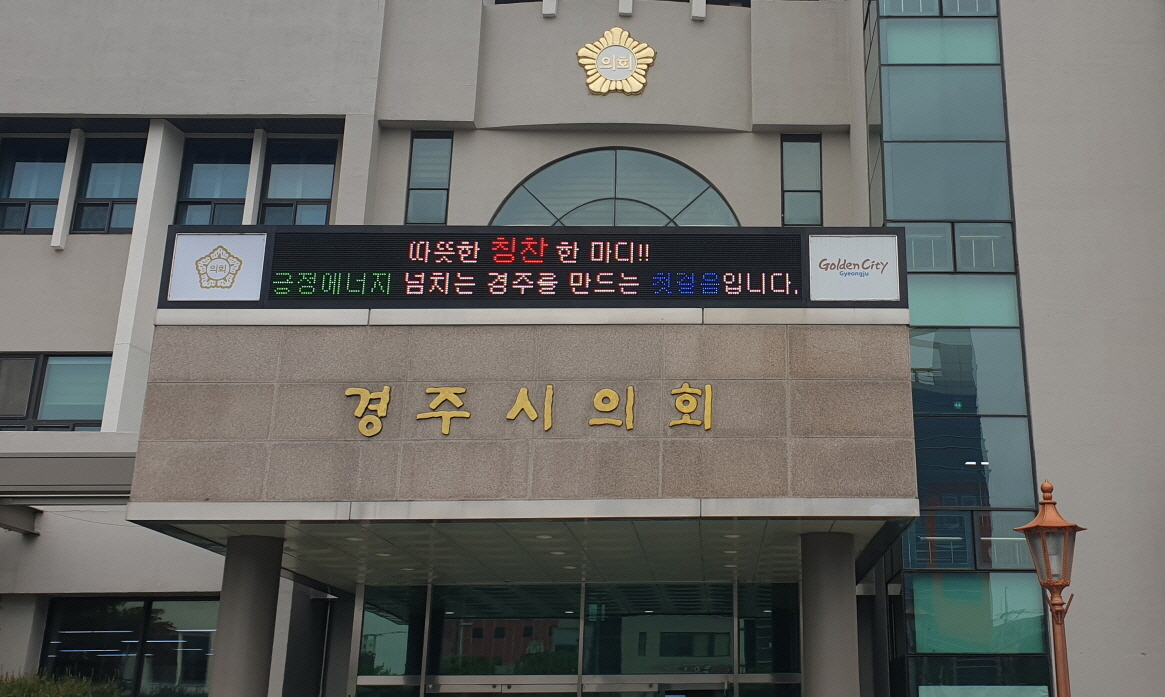 의회
따뜻한 칭찬 한 마디!!
의회
긍정에너지 넘치는 경주를 만드는 첫걸음입니다.
Golden City
Gyeongju
경주시의회